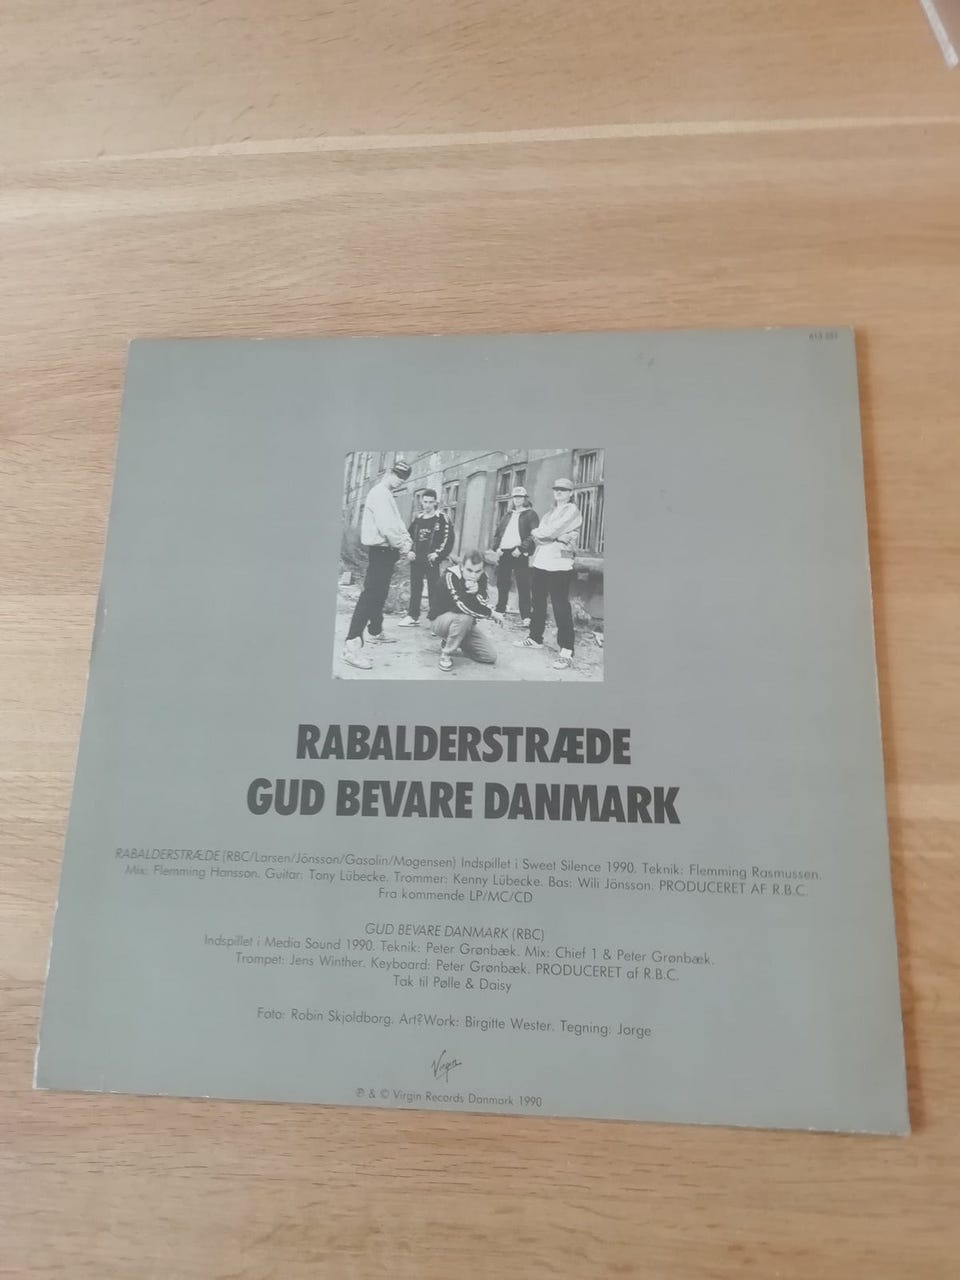 RABALDERSTRÆDE
GUD BEVARE DANMARK
RABALDERSTRÆDE (RBC/Larsen/Jönsson/Gasolin/Mogensen) Indspillet i Sweet Silence 1990. Teknik: Flemming Rasmussen.
Mix: Flemming Hansson. Guitar: Tony Lübecke. Trommer: Kenny Lübecke. Bas: Wili Jönsson. PRODUCERET AF R.B.C.
Fra kommende LP/MC/CD
GUD BEVARE DANMARK (RBC)
Indspillet i Media Sound 1990. Teknik: Peter Grønbæk. Mix: Chief 1 & Peter Grønbæk.
Trompet: Jens Winther. Keyboard: Peter Grønbæk. PRODUCERET af R.B.C.
Tak til Pølle & Daisy
Foto: Robin Skjoldborg. Art?Work: Birgitte Wester. Tegning: Jorge
Virgin
℗ & © Virgin Records Danmark 1990